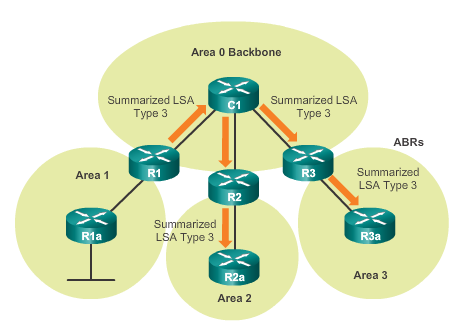 Area 0 Backbone
C1
Summarized LSA
Type 3
Summarized LSA
Type 3
ABRs
Area 1
R1
R3
Summarized
LSA Type 3
R2
R1a
Summarized
LSA Type 3
R3a
R2a
Area 3
Area 2